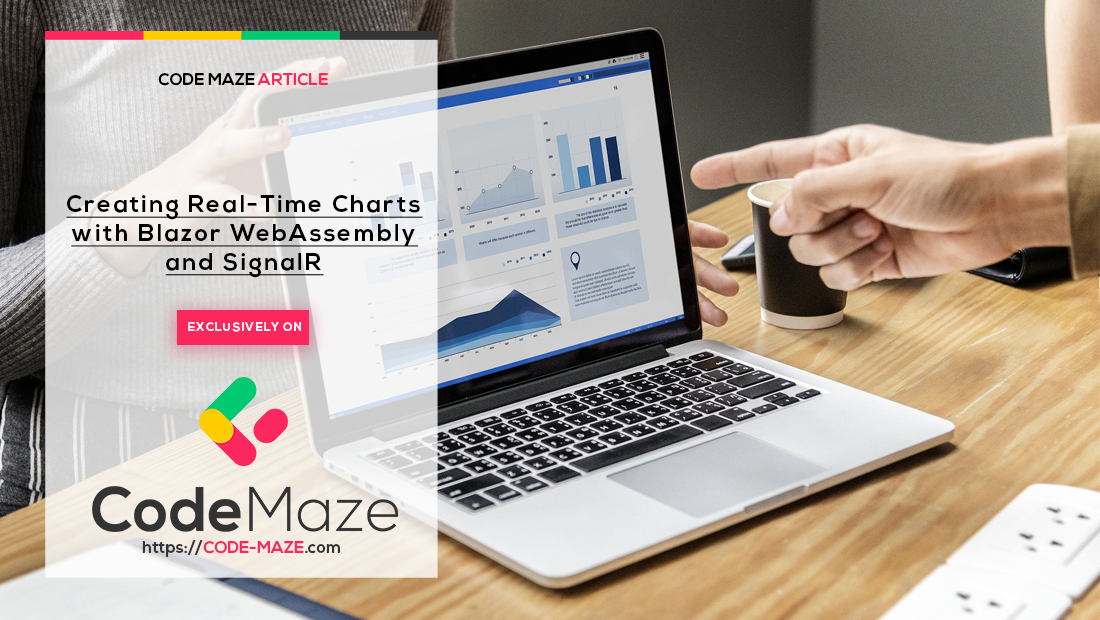 CODE MAZE ARTICLE
Creating Real-Time Charts
with Blazor WebAssembly
and SignalR
EXCLUSIVELY ON
CodeMaze
https://CODE-MAZE.com